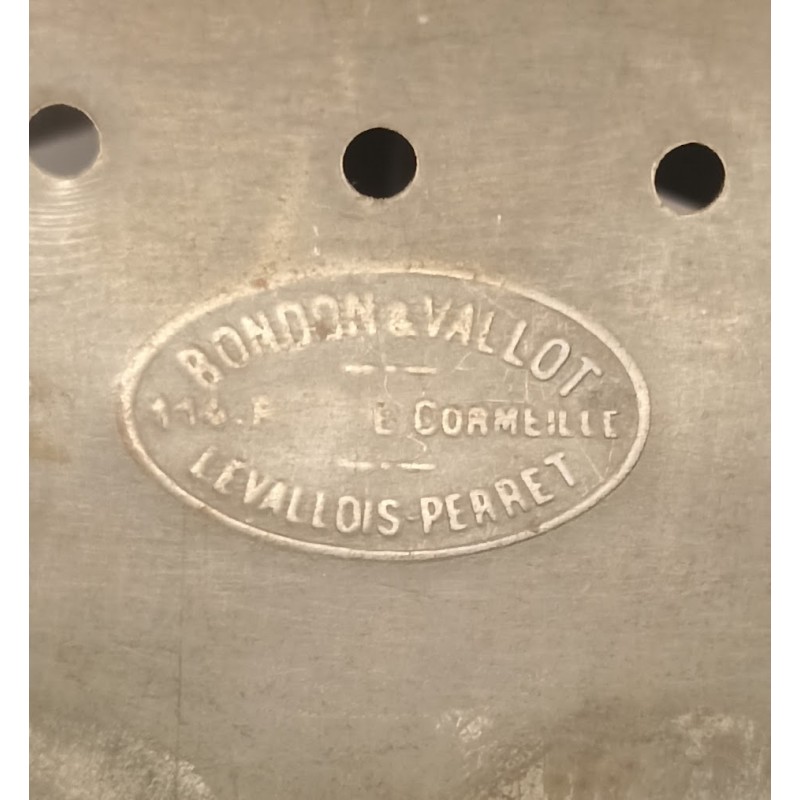 BONDON & VALLOT
CORMEILLE
LEVALLOIS-PERRET